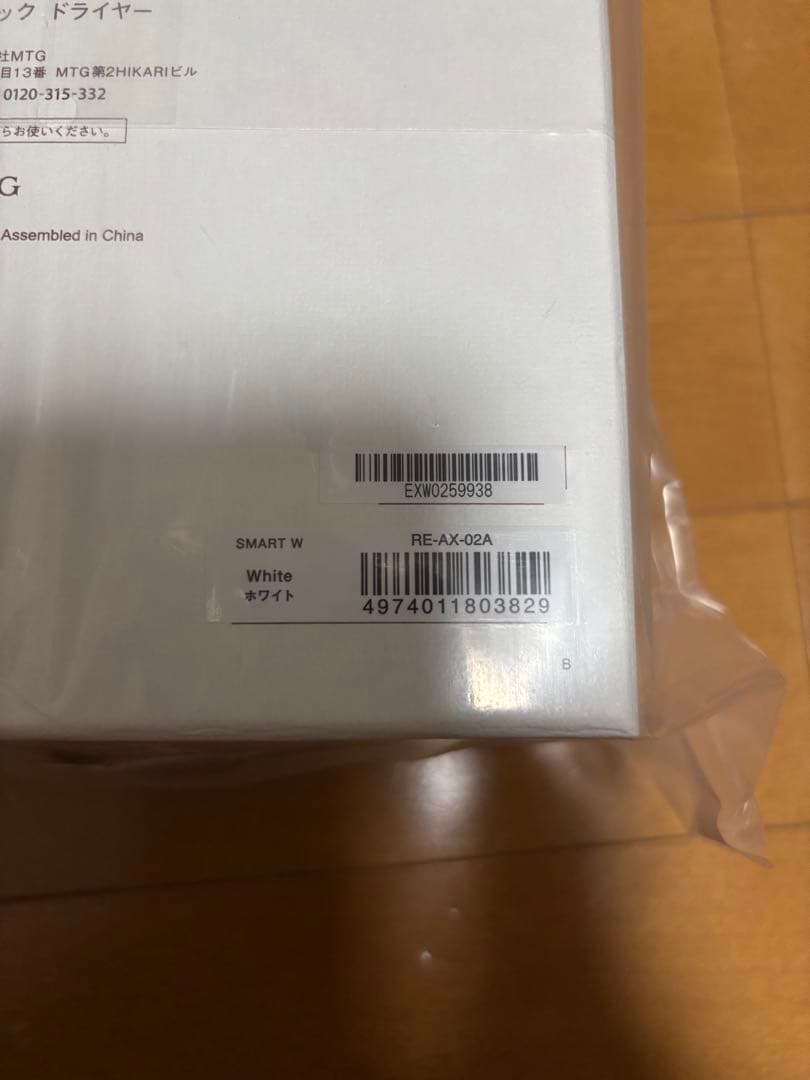 ック ドライヤー
社MTG
目13番 MTG第2HIKARIビル
0120-315-332
らお使いください。
G
Assembled in China
EXW0259938
SMART W
RE-AX-02A
White
ホワイト
4974011803829
B